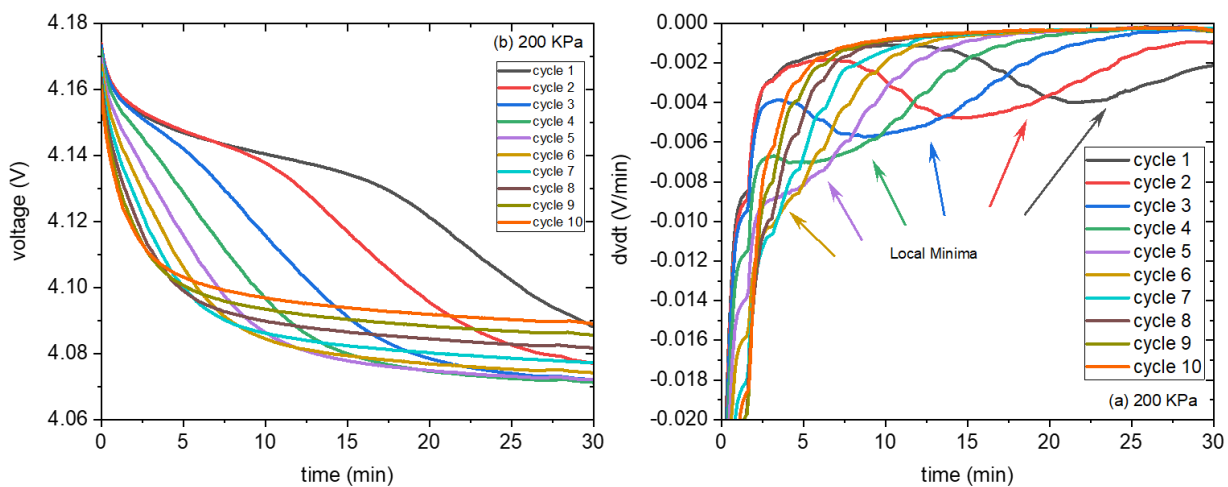 4.18
4.16
4.14
4.12
4.10
4.08
4.06
voltage (V)
0
5
10
15
20
25
30
time (min)
(b) 200 KPa
cycle 1
cycle 2
cycle 3
cycle 4
cycle 5
cycle 6
cycle 7
cycle 8
cycle 9
cycle 10
0.000
-0.002
-0.004
-0.006
-0.008
-0.010
-0.012
-0.014
-0.016
-0.018
-0.020
dvdt (V/min)
0
5
10
15
20
25
30
time (min)
Local Minima
cycle 1
cycle 2
cycle 3
cycle 4
cycle 5
cycle 6
cycle 7
cycle 8
cycle 9
cycle 10
(a) 200 KPa